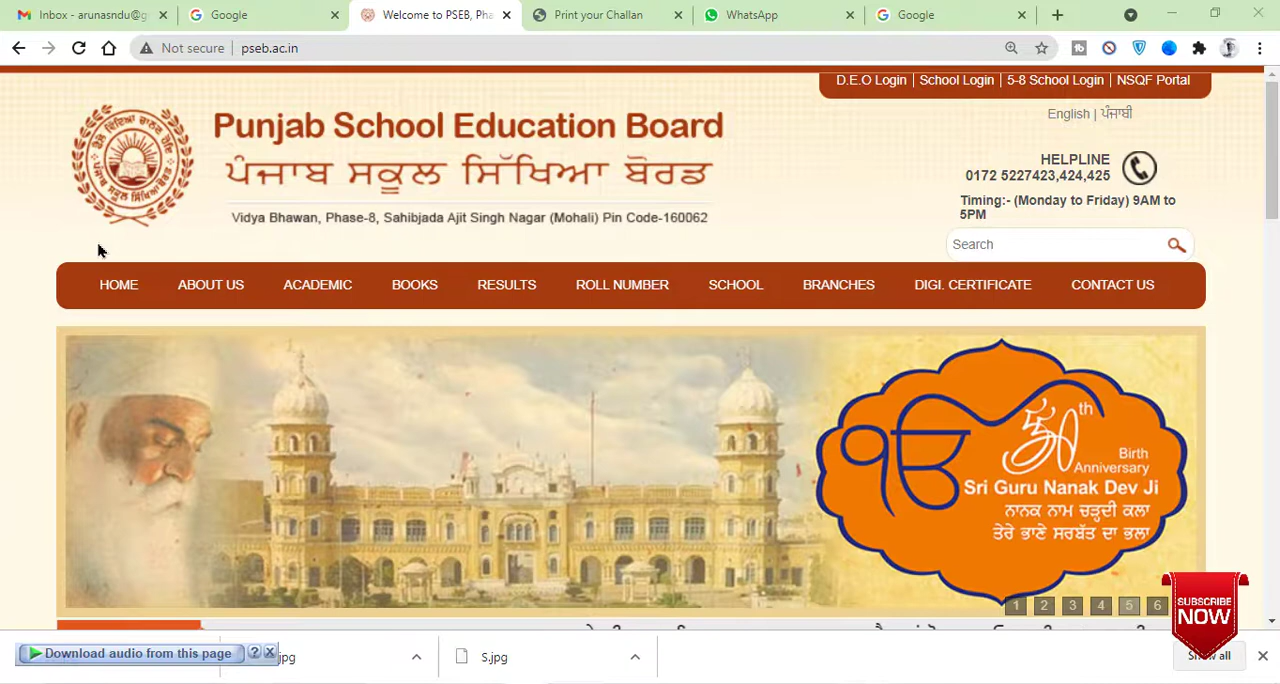 Inbox - arunasndu@g
Google
Welcome to PSEB, Pha
Print your Challan
WhatsApp
Google
Not secure
pseb.ac.in
D.E.O Login | School Login | 5-8 School Login | NSQF Portal
English | ਪੰਜਾਬੀ
Punjab School Education Board
ਪੰਜਾਬ ਸਕੂਲ ਸਿੱਖਿਆ ਬੋਰਡ
Vidya Bhawan, Phase-8, Sahibjada Ajit Singh Nagar (Mohali) Pin Code-160062
HELPLINE
0172 5227423,424,425
Timing:- (Monday to Friday) 9AM to
5PM
Search
HOME ABOUT US ACADEMIC BOOKS RESULTS ROLL NUMBER SCHOOL BRANCHES DIGI. CERTIFICATE CONTACT US
ੴ
th
Birth
Anniversary
Sri Guru Nanak Dev Ji
ਨਾਨਕ ਨਾਮ ਚੜ੍ਹਦੀ ਕਲਾ
ਤੇਰੇ ਭਾਣੇ ਸਰਬੱਤ ਦਾ ਭਲਾ
1 2 3 4 5 6
SUBSCRIBE
NOW
Download audio from this page
?
jpg
S.jpg